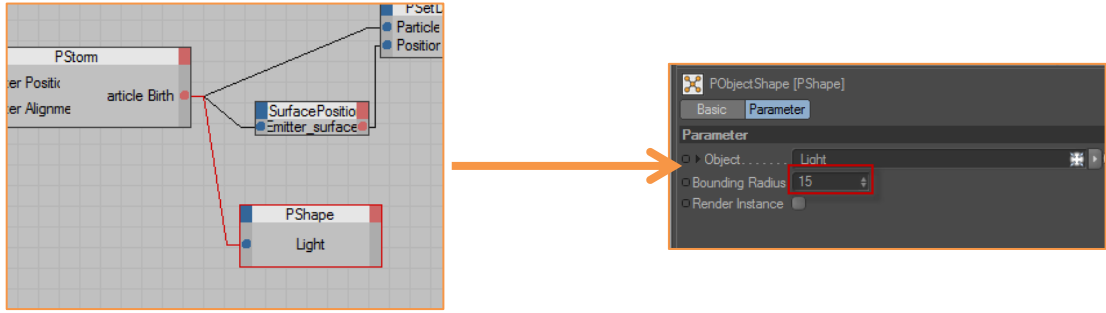 PSetD
Particle
Position
PStorm
er Positic
er Alignme
article Birth
SurfacePositio
Emitter_surface
PShape
Light
PObjectShape [PShape]
Basic Parameter
Parameter
Object. . . . . . . Light
Bounding Radius 15
Render Instance